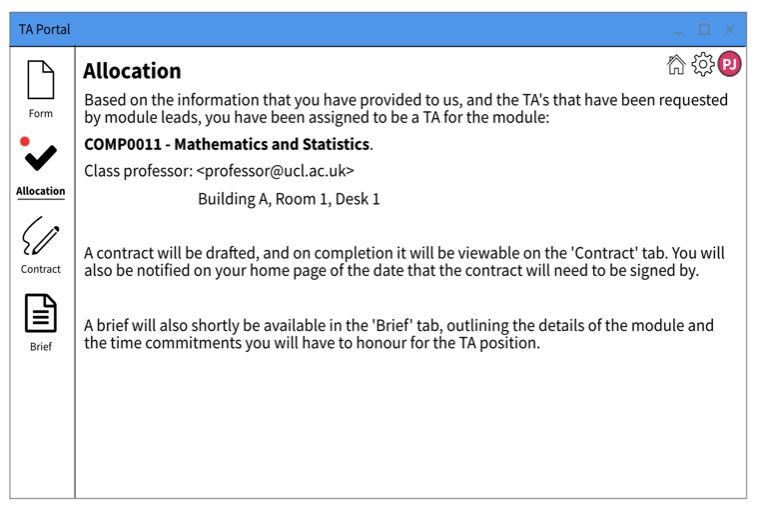 TA Portal
PJ
Form
Allocation
Contract
Brief
Allocation
Based on the information that you have provided to us, and the TA's that have been requested
by module leads, you have been assigned to be a TA for the module:
COMP0011 - Mathematics and Statistics.
Class professor: <professor@ucl.ac.uk>
Building A, Room 1, Desk 1
A contract will be drafted, and on completion it will be viewable on the 'Contract' tab. You will
also be notified on your home page of the date that the contract will need to be signed by.
A brief will also shortly be available in the 'Brief' tab, outlining the details of the module and
the time commitments you will have to honour for the TA position.